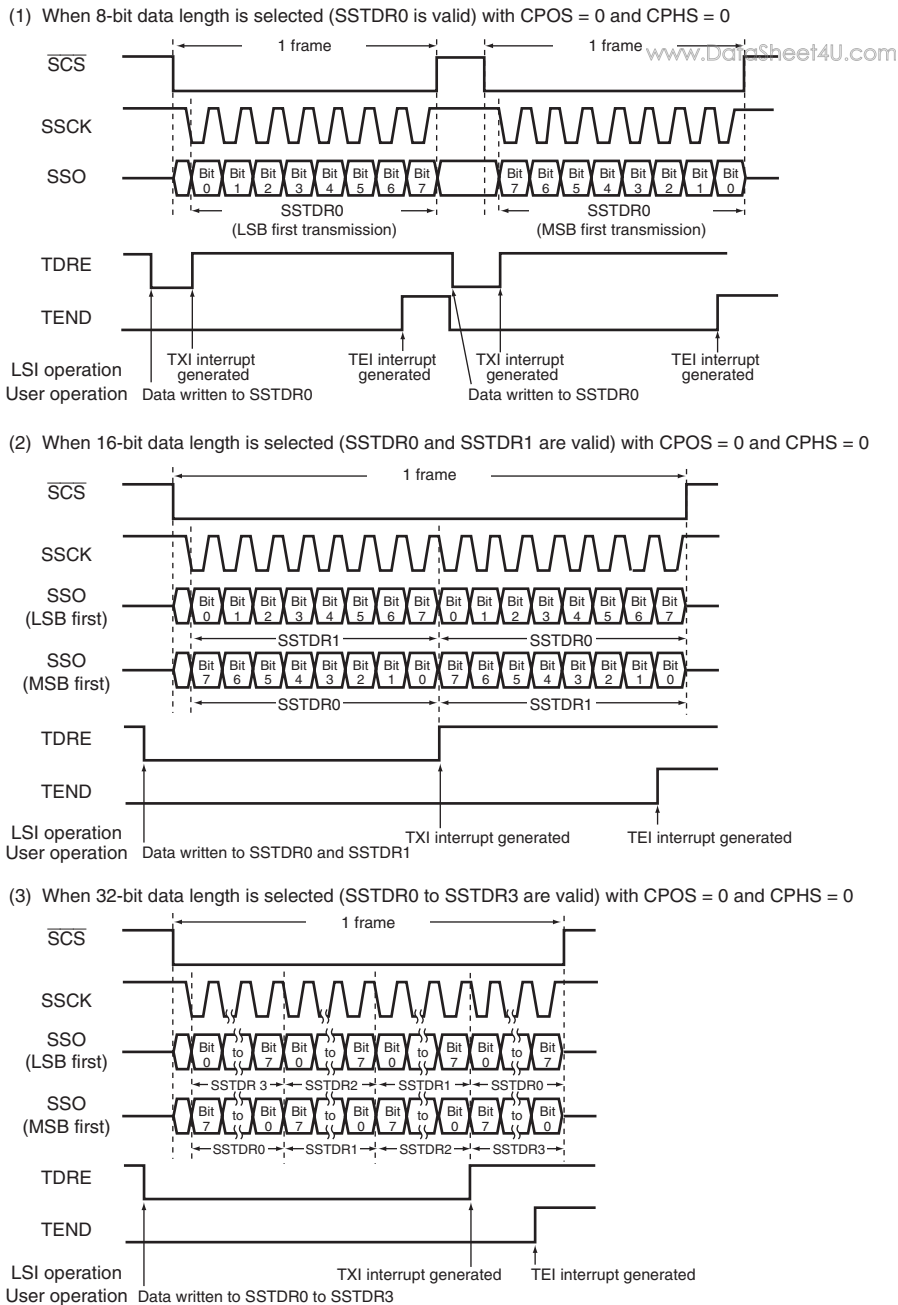 (1) When 8-bit data length is selected (SSTDR0 is valid) with CPOS = 0 and CPHS = 0
www.DataSheet4U.com
1 frame 1 frame
SCS
SSCK
SSO Bit 0 Bit 1 Bit 2 Bit 3 Bit 4 Bit 5 Bit 6 Bit 7 Bit 7 Bit 6 Bit 5 Bit 4 Bit 3 Bit 2 Bit 1 Bit 0
SSTDR0 SSTDR0
(LSB first transmission) (MSB first transmission)
TDRE
TEND
LSI operation TXI interrupt generated TEI interrupt generated TXI interrupt generated TEI interrupt generated
User operation Data written to SSTDR0 Data written to SSTDR0
(2) When 16-bit data length is selected (SSTDR0 and SSTDR1 are valid) with CPOS = 0 and CPHS = 0
1 frame
SCS
SSCK
SSO (LSB first) Bit 0 Bit 1 Bit 2 Bit 3 Bit 4 Bit 5 Bit 6 Bit 7 Bit 0 Bit 1 Bit 2 Bit 3 Bit 4 Bit 5 Bit 6 Bit 7
SSTDR1 SSTDR0
SSO (MSB first) Bit 7 Bit 6 Bit 5 Bit 4 Bit 3 Bit 2 Bit 1 Bit 0 Bit 7 Bit 6 Bit 5 Bit 4 Bit 3 Bit 2 Bit 1 Bit 0
SSTDR0 SSTDR1
TDRE
TEND
LSI operation TXI interrupt generated TEI interrupt generated
User operation Data written to SSTDR0 and SSTDR1
(3) When 32-bit data length is selected (SSTDR0 to SSTDR3 are valid) with CPOS = 0 and CPHS = 0
1 frame
SCS
SSCK
SSO (LSB first) Bit 0 to Bit 7 Bit 0 to Bit 7 Bit 0 to Bit 7 Bit 0 to Bit 7
SSTDR 3 SSTDR2 SSTDR1 SSTDR0
SSO (MSB first) Bit 7 to Bit 0 Bit 7 to Bit 0 Bit 7 to Bit 0 Bit 7 to Bit 0
SSTDR0 SSTDR1 SSTDR2 SSTDR3
TDRE
TEND
LSI operation TXI interrupt generated TEI interrupt generated
User operation Data written to SSTDR0 to SSTDR3